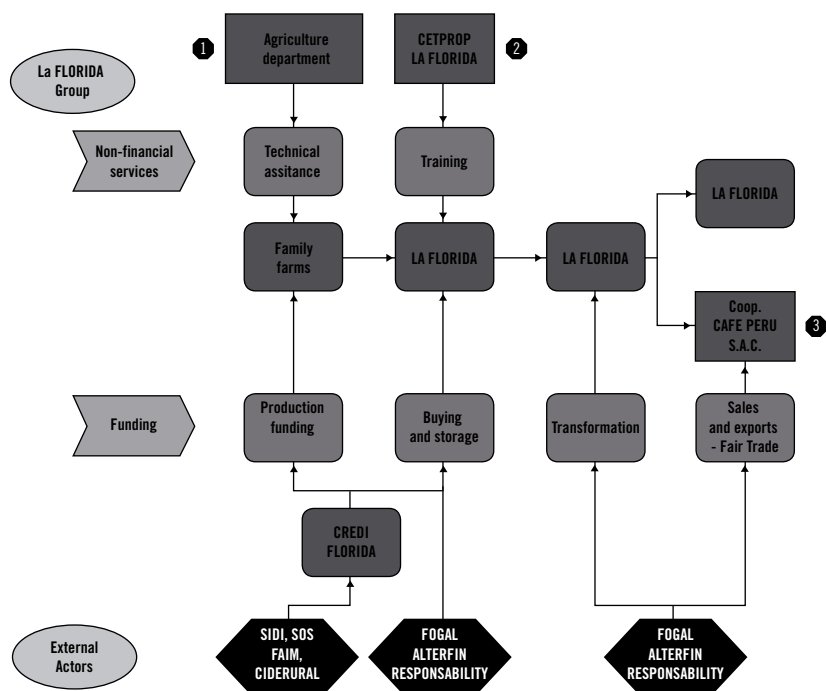 1
Agriculture
department
CETPROP
LA FLORIDA
2
La FLORIDA
Group
Non-financial
services
Technical
assitance
Training
LA FLORIDA
Family
farms
LA FLORIDA
LA FLORIDA
Coop.
CAFE PERU
S.A.C.
3
Funding
Production
funding
Buying
and storage
Transformation
Sales
and exports
- Fair Trade
CREDI
FLORIDA
External
Actors
SIDI, SOS
FAIM,
CIDERURAL
FOGAL
ALTERFIN
RESPONSABILITY
FOGAL
ALTERFIN
RESPONSABILITY